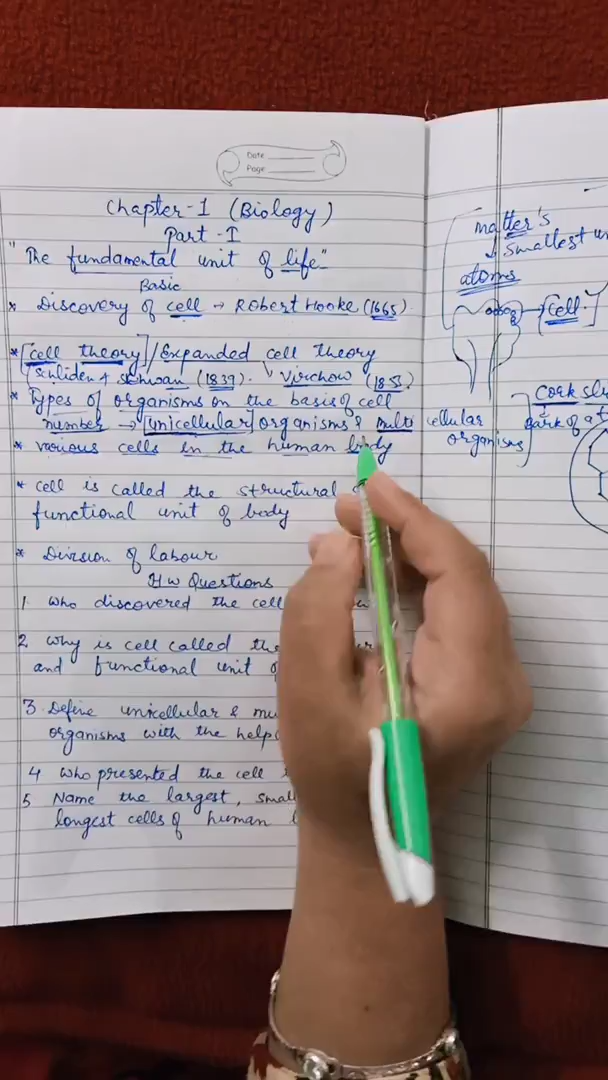 Date
Page
Chapter-1 (Biology)
Part-I
"The fundamental unit of life"
Basic
* Discovery of cell → Robert Hooke (1665)
* [cell theory]/Expanded cell theory
(Schliden & Schwan (1839). Virchow (1855)
* Types of organisms on the basis of cell
number → [unicellular] organisms & multi cellular
organisms
* various cells in the human body
* cell is called the structural
functional unit of body
* Division of labour
HW Questions
1. Who discovered the cell
2 Why is cell called the
and functional unit of
3. Define unicellular & mu
organisms with the help
4 Who presented the cell
5 Name the largest, smal
longest cells of human
matter's
↓ smallest un
atoms
→ [cell.]
Cork sl